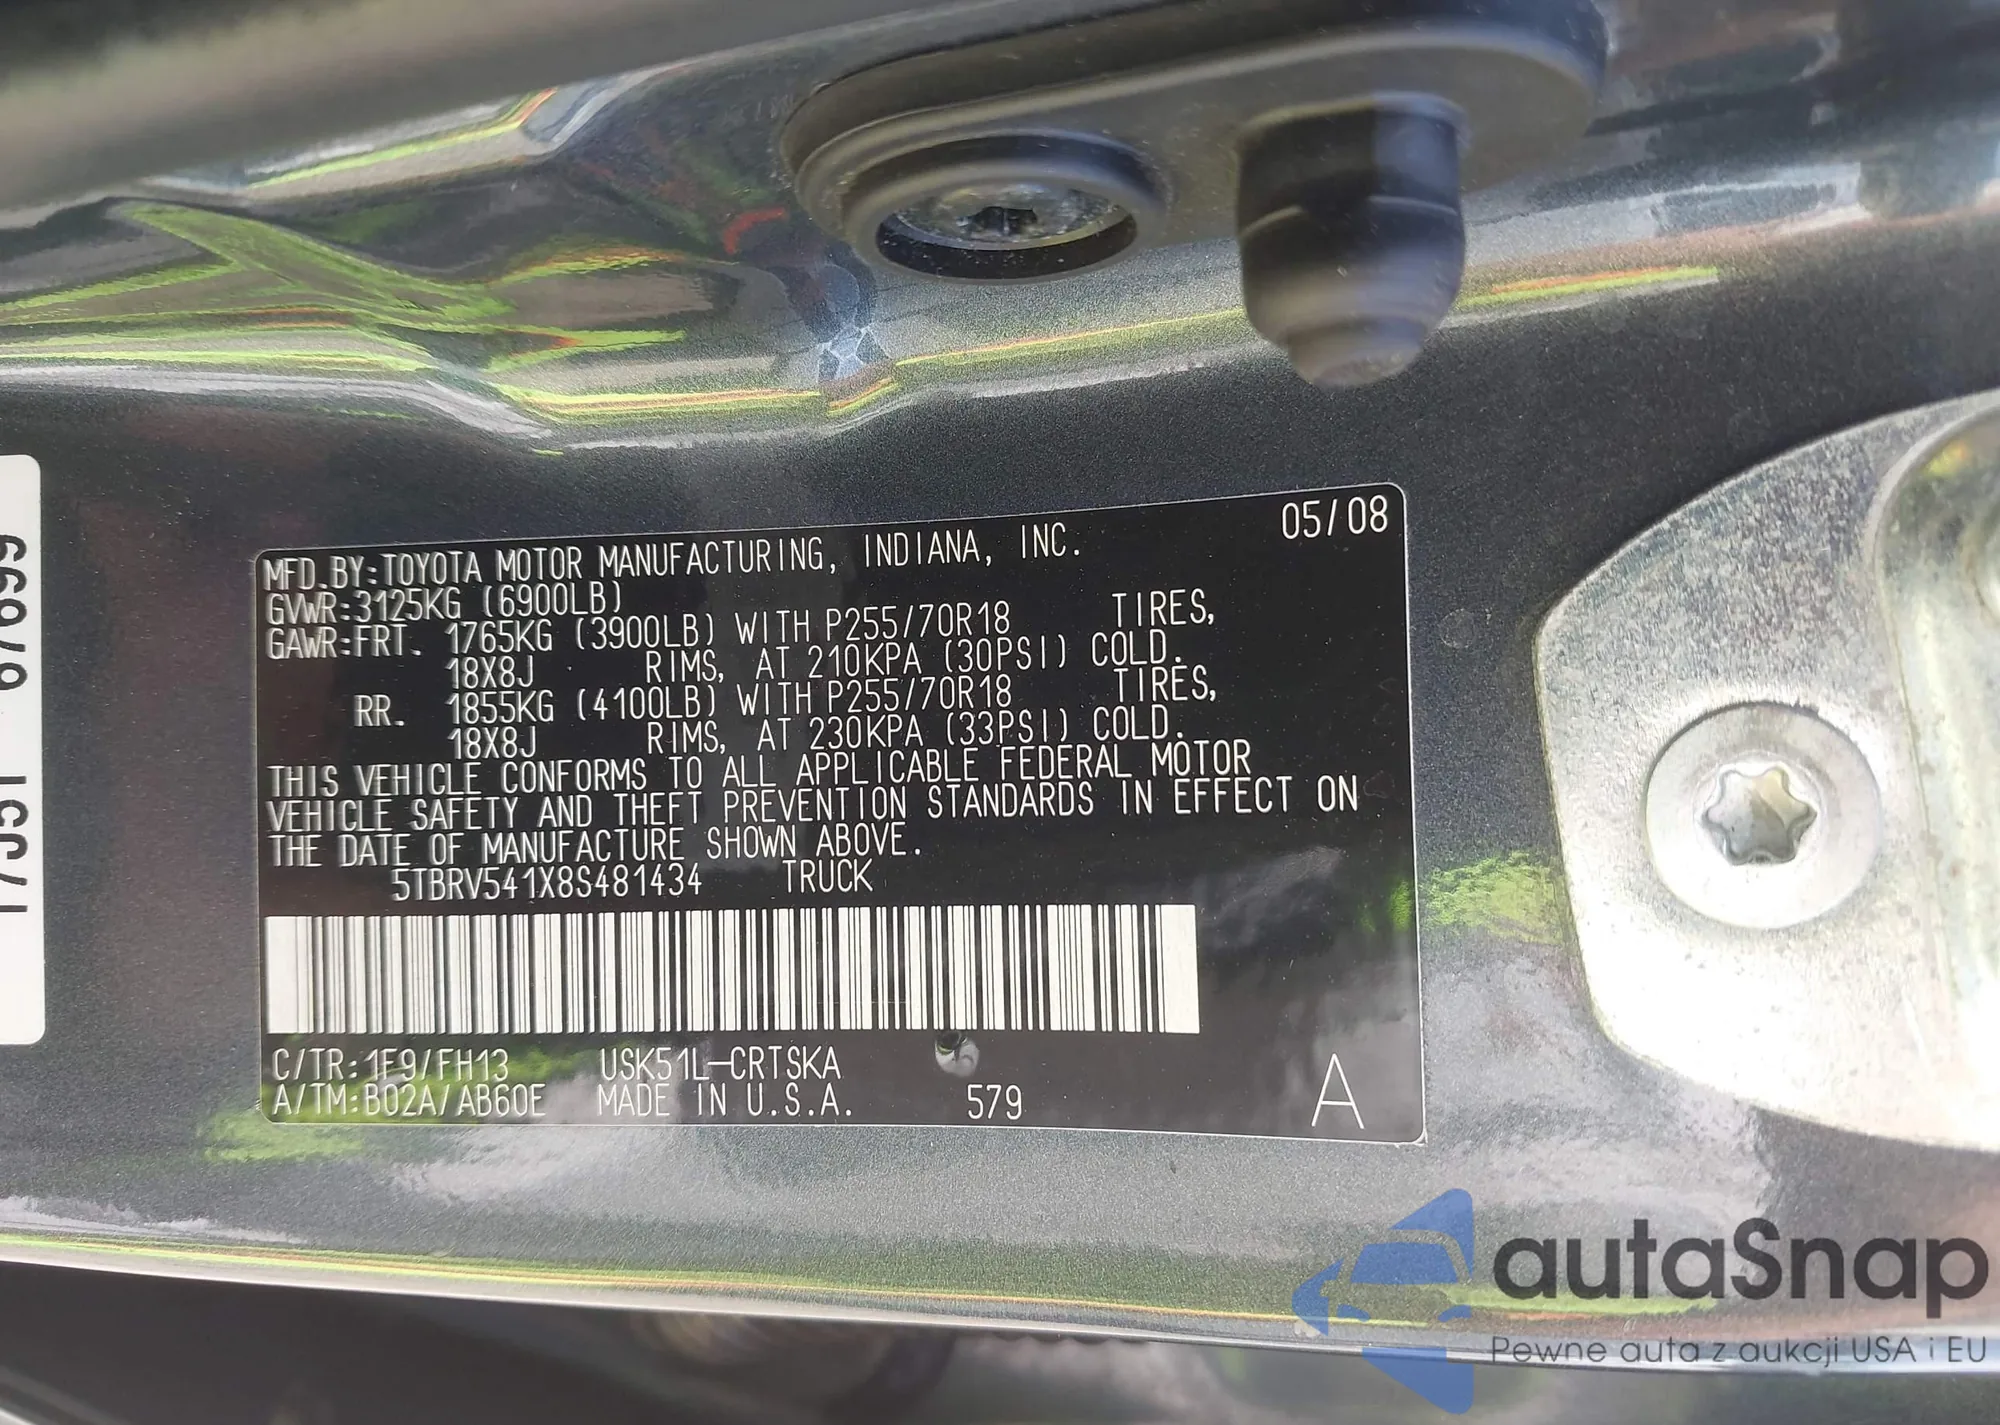 05/08
MFD.BY:TOYOTA MOTOR MANUFACTURING, INDIANA, INC.
GVWR:3125KG (6900LB)
GAWR:FRT. 1765KG (3900LB) WITH P255/70R18 TIRES,
18X8J RIMS, AT 210KPA (30PSI) COLD.
RR. 1855KG (4100LB) WITH P255/70R18 TIRES,
18X8J RIMS, AT 230KPA (33PSI) COLD.
THIS VEHICLE CONFORMS TO ALL APPLICABLE FEDERAL MOTOR
VEHICLE SAFETY AND THEFT PREVENTION STANDARDS IN EFFECT ON
THE DATE OF MANUFACTURE SHOWN ABOVE.
5TBRV541X8S481434 TRUCK
C/TR:1F9/FH13 USK51L-CRTSKA
A/TM:B02A/AB60E MADE IN U.S.A. 579 A
autaSnap
Pewne auta z aukcji USA i EU